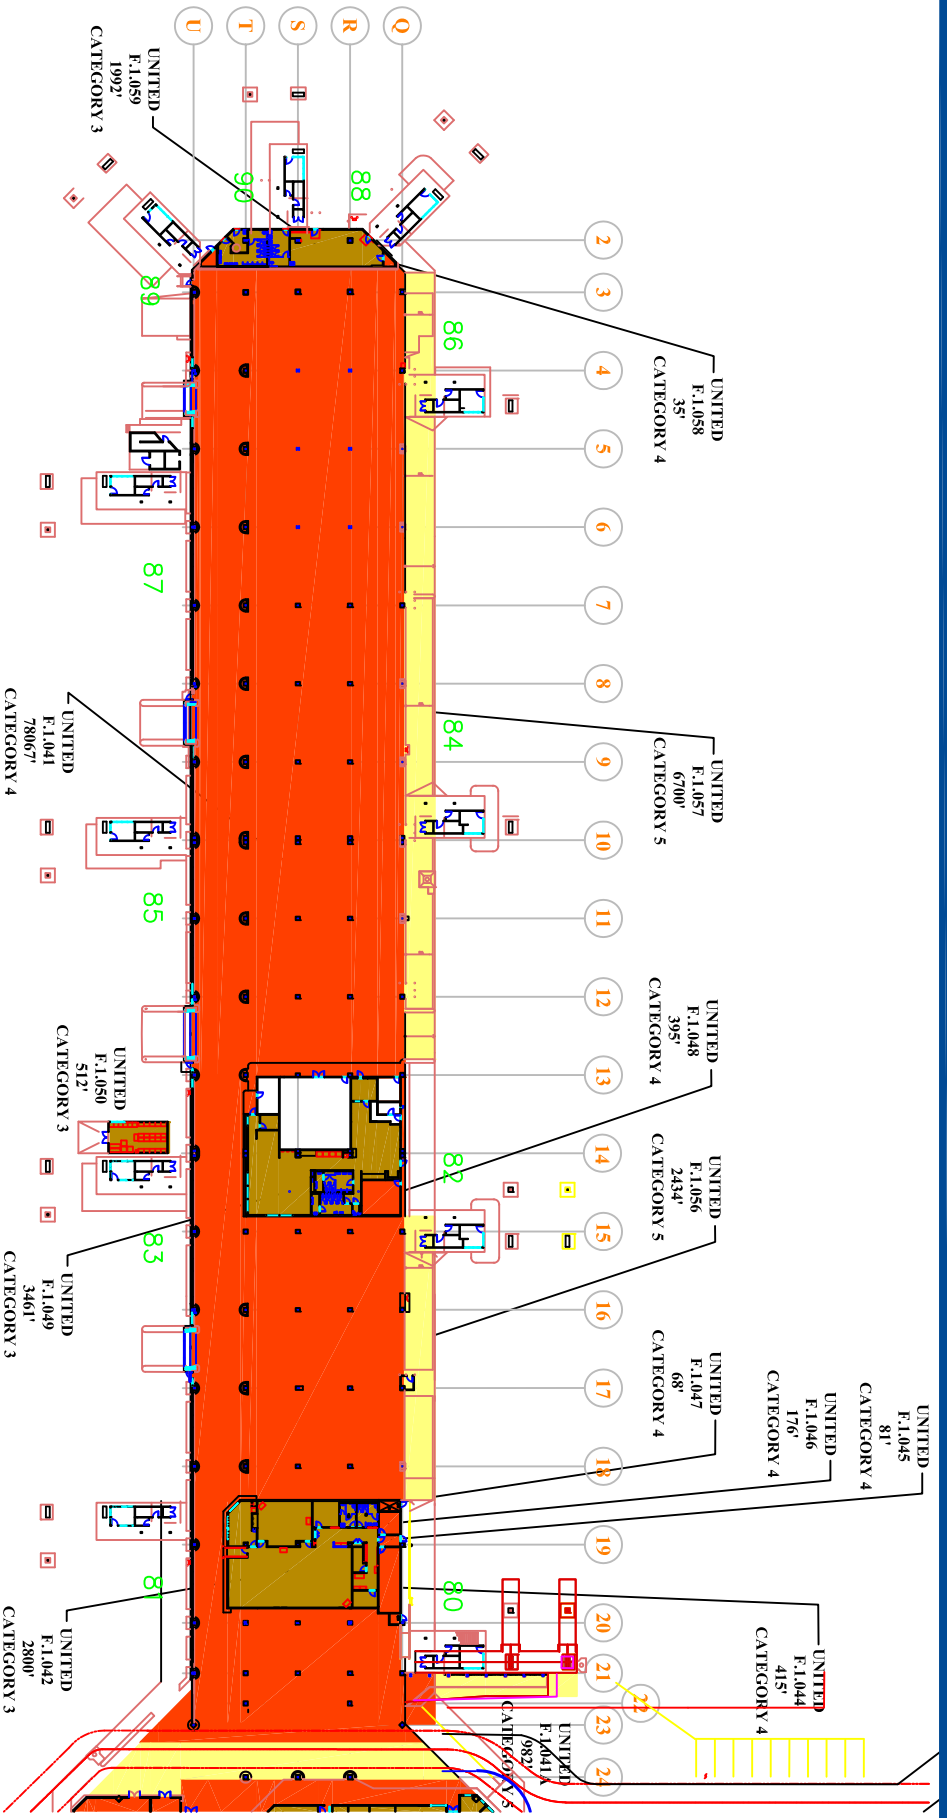 U
T
S
R
Q
UNITED
F.1.059
1992'
CATEGORY 3
90
88
89
86
87
84
85
82
83
80
81
2
3
4
5
6
7
8
9
10
11
12
13
14
15
16
17
18
19
20
21
22
23
24
UNITED
F.1.058
35'
CATEGORY 4
UNITED
F.1.057
6700'
CATEGORY 5
UNITED
F.1.041
78067'
CATEGORY 4
UNITED
F.1.048
395'
CATEGORY 4
UNITED
F.1.050
512'
CATEGORY 3
UNITED
F.1.056
2434'
CATEGORY 5
UNITED
F.1.049
3461'
CATEGORY 3
UNITED
F.1.047
68'
CATEGORY 4
UNITED
F.1.046
176'
CATEGORY 4
UNITED
F.1.045
81'
CATEGORY 4
UNITED
F.1.044
415'
CATEGORY 4
UNITED
F.1.042
2800'
CATEGORY 3
UNITED
F.1.041A
982'
CATEGORY 5